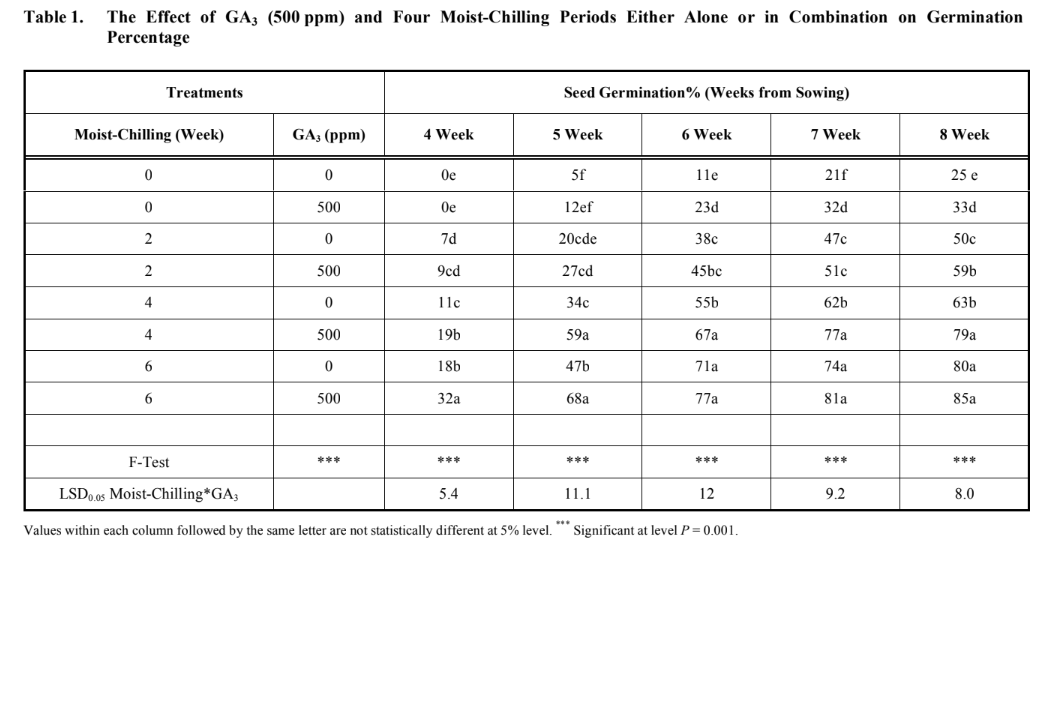 Table 1. The Effect of GA3 (500 ppm) and Four Moist-Chilling Periods Either Alone or in Combination on Germination
Percentage
Treatments Seed Germination% (Weeks from Sowing)
Moist-Chilling (Week) GA3 (ppm) 4 Week 5 Week 6 Week 7 Week 8 Week
0 0 0e 5f 11e 21f 25 e
0 500 0e 12ef 23d 32d 33d
2 0 7d 20cde 38c 47c 50c
2 500 9cd 27cd 45bc 51c 59b
4 0 11c 34c 55b 62b 63b
4 500 19b 59a 67a 77a 79a
6 0 18b 47b 71a 74a 80a
6 500 32a 68a 77a 81a 85a
F-Test *** *** *** *** *** ***
LSD0.05 Moist-Chilling*GA3 5.4 11.1 12 9.2 8.0
Values within each column followed by the same letter are not statistically different at 5% level. *** Significant at level P = 0.001.